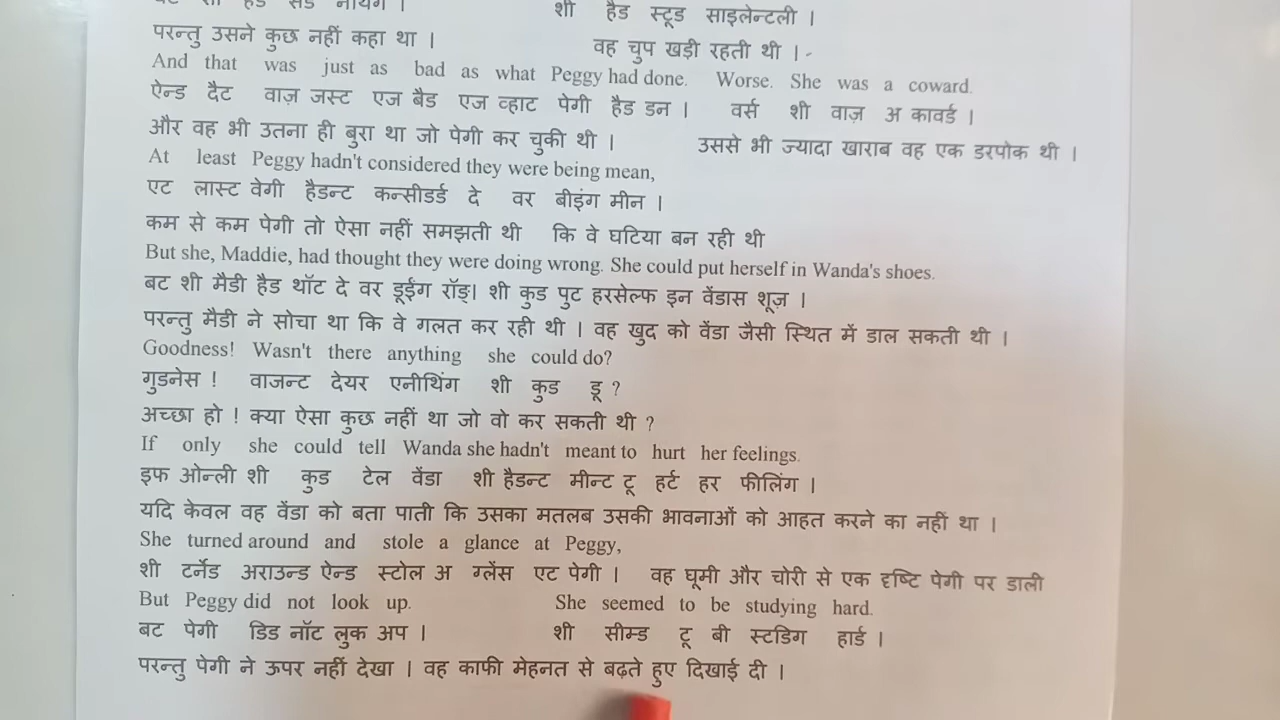 शी हैड स्टूड साइलेन्टली ।
परन्तु उसने कुछ नहीं कहा था । वह चुप खड़ी रहती थी । -
And that was just as bad as what Peggy had done. Worse. She was a coward.
ऐन्ड दैट वाज़ जस्ट एज बैड एज व्हाट पेगी हैड डन । वर्स शी वाज़ अ कावर्ड ।
और वह भी उतना ही बुरा था जो पेगी कर चुकी थी । उससे भी ज्यादा खाराब वह एक डरपोक थी ।
At least Peggy hadn't considered they were being mean,
एट लास्ट वेगी हैडन्ट कन्सीडर्ड दे वर बीइंग मीन ।
कम से कम पेगी तो ऐसा नहीं समझती थी कि वे घटिया बन रही थी
But she, Maddie, had thought they were doing wrong. She could put herself in Wanda's shoes.
बट शी मैडी हैड थॉट दे वर डूईंग रॉङ्। शी कुड पुट हरसेल्फ इन वेंडास शूज़ ।
परन्तु मैडी ने सोचा था कि वे गलत कर रही थी । वह खुद को वेंडा जैसी स्थित में डाल सकती थी ।
Goodness! Wasn't there anything she could do?
गुडनेस ! वाजन्ट देयर एनीथिंग शी कुड डू ?
अच्छा हो ! क्या ऐसा कुछ नहीं था जो वो कर सकती थी ?
If only she could tell Wanda she hadn't meant to hurt her feelings.
इफ ओन्ली शी कुड टेल वेंडा शी हैडन्ट मीन्ट टू हर्ट हर फीलिंग ।
यदि केवल वह वेंडा को बता पाती कि उसका मतलब उसकी भावनाओं को आहत करने का नहीं था ।
She turned around and stole a glance at Peggy,
शी टर्नेड अराउन्ड ऐन्ड स्टोल अ ग्लेंस एट पेगी । वह घूमी और चोरी से एक दृष्टि पेगी पर डाली
But Peggy did not look up. She seemed to be studying hard.
बट पेगी डिड नॉट लुक अप । शी सीम्ड टू बी स्टडिग हार्ड ।
परन्तु पेगी ने ऊपर नहीं देखा । वह काफी मेहनत से बढ़ते हुए दिखाई दी ।